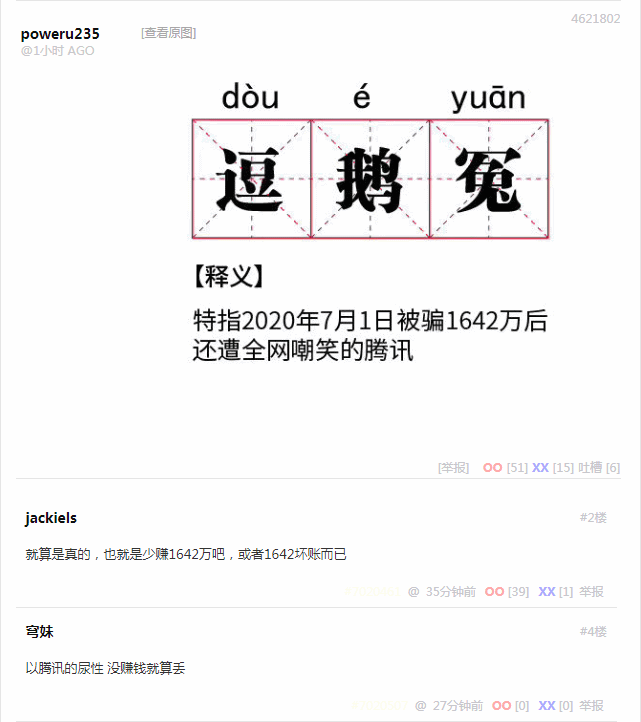 4621802
poweru235 [查看原图]
@1小时 AGO
dòu é yuān
逗鹅冤
【释义】
特指2020年7月1日被骗1642万后
还遭全网嘲笑的腾讯
[举报] OO [51] XX [15] 吐槽 [6]
jackiels #2楼
就算是真的，也就是少赚1642万吧，或者1642坏账而已
@ 35分钟前 OO [39] XX [1] 举报
穹妹 #4楼
以腾讯的尿性 没赚钱就算丢
@ 27分钟前 OO [0] XX [0] 举报